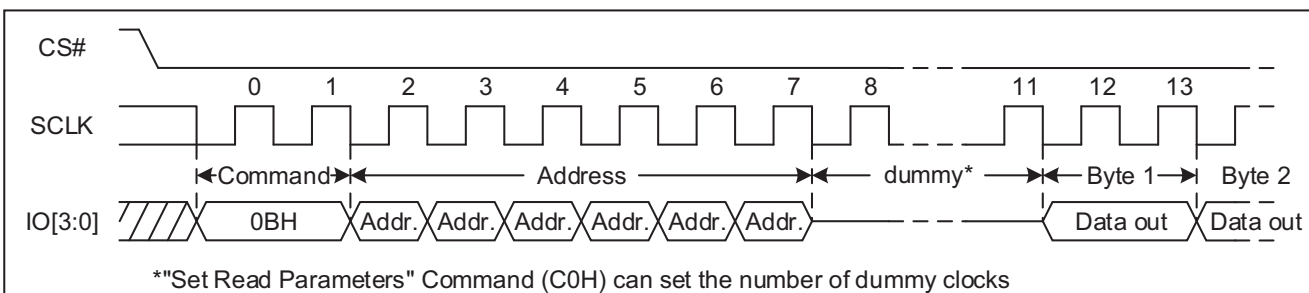 CS#
0 1 2 3 4 5 6 7 8 11 12 13
SCLK
Command Address dummy* Byte 1 Byte 2
IO[3:0] 0BH Addr. Addr. Addr. Addr. Addr. Addr. Data out Data out
*"Set Read Parameters" Command (C0H) can set the number of dummy clocks